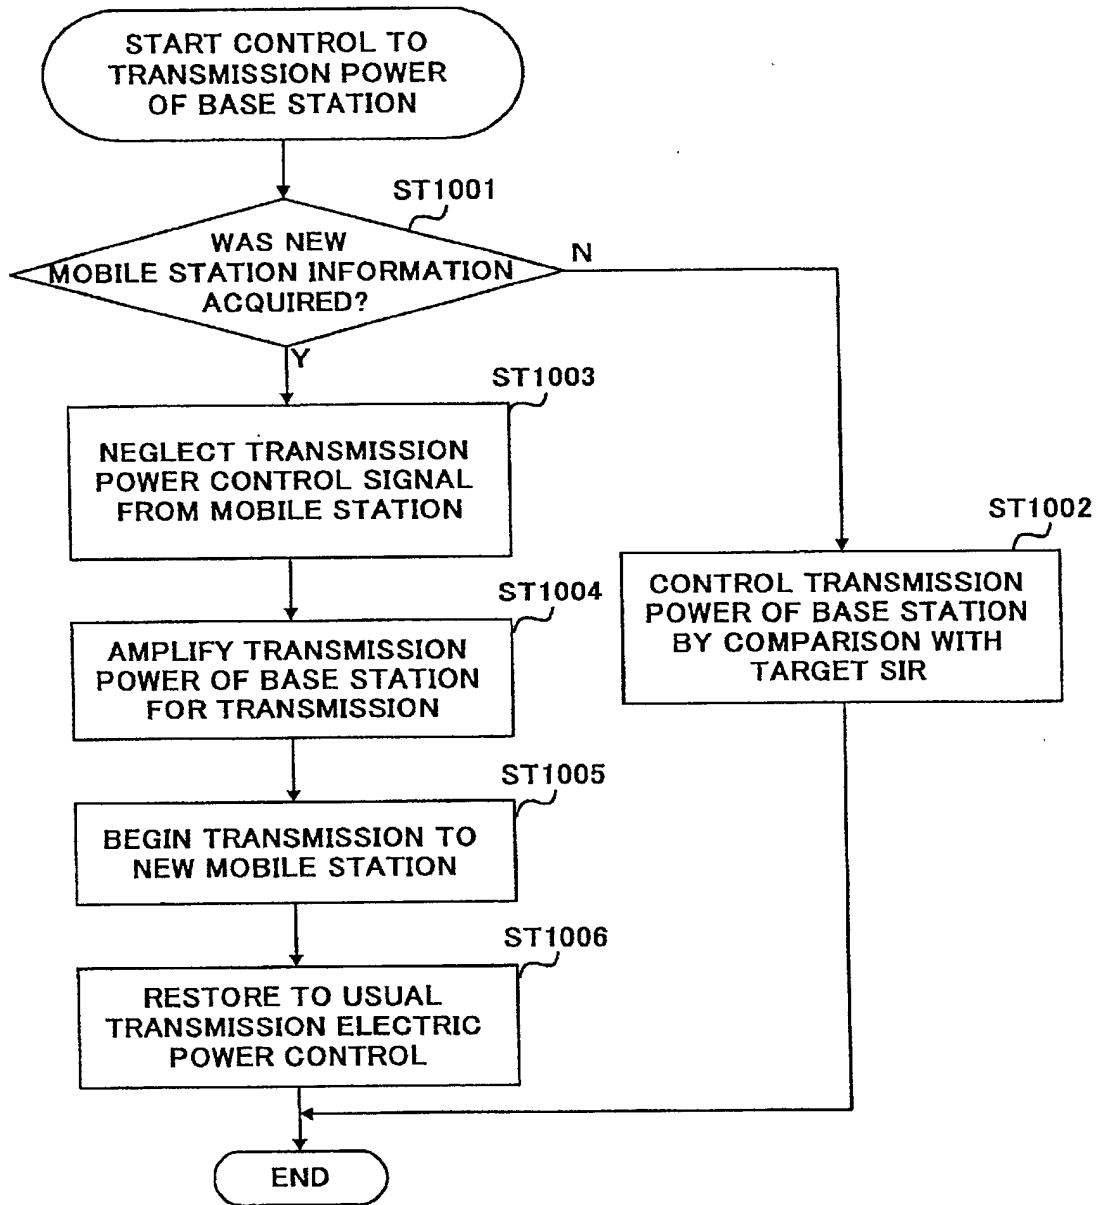 START CONTROL TO
TRANSMISSION POWER
OF BASE STATION
ST1001
WAS NEW
MOBILE STATION INFORMATION
ACQUIRED?
N
Y
ST1003
NEGLECT TRANSMISSION
POWER CONTROL SIGNAL
FROM MOBILE STATION
ST1002
CONTROL TRANSMISSION
POWER OF BASE STATION
BY COMPARISON WITH
TARGET SIR
ST1004
AMPLIFY TRANSMISSION
POWER OF BASE STATION
FOR TRANSMISSION
ST1005
BEGIN TRANSMISSION TO
NEW MOBILE STATION
ST1006
RESTORE TO USUAL
TRANSMISSION ELECTRIC
POWER CONTROL
END